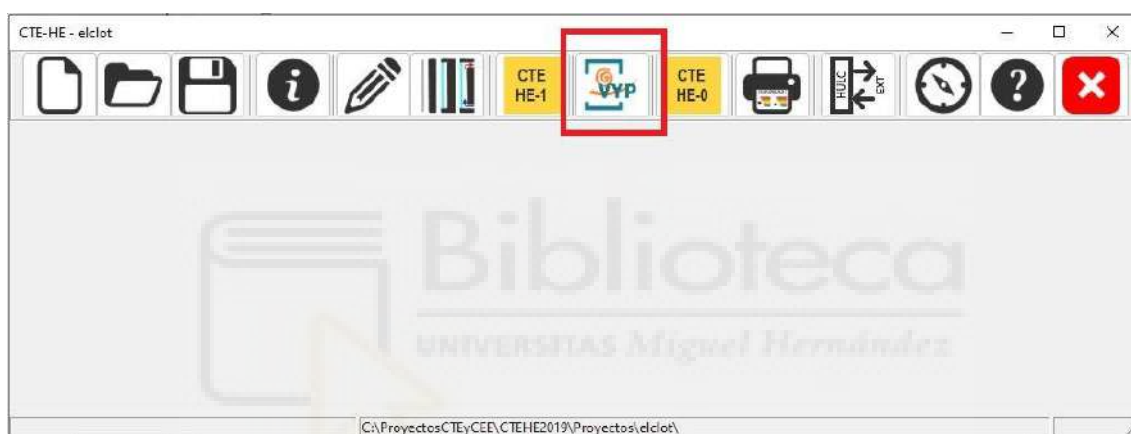 CTE-HE - elclot
CTE
HE-1
VYP
CTE
HE-0
HULC
EXT
Biblioteca
UNIVERSITAS Miguel Hernández
C:\ProyectosCTEyCEE\CTEHE2019\Proyectos\elclot\